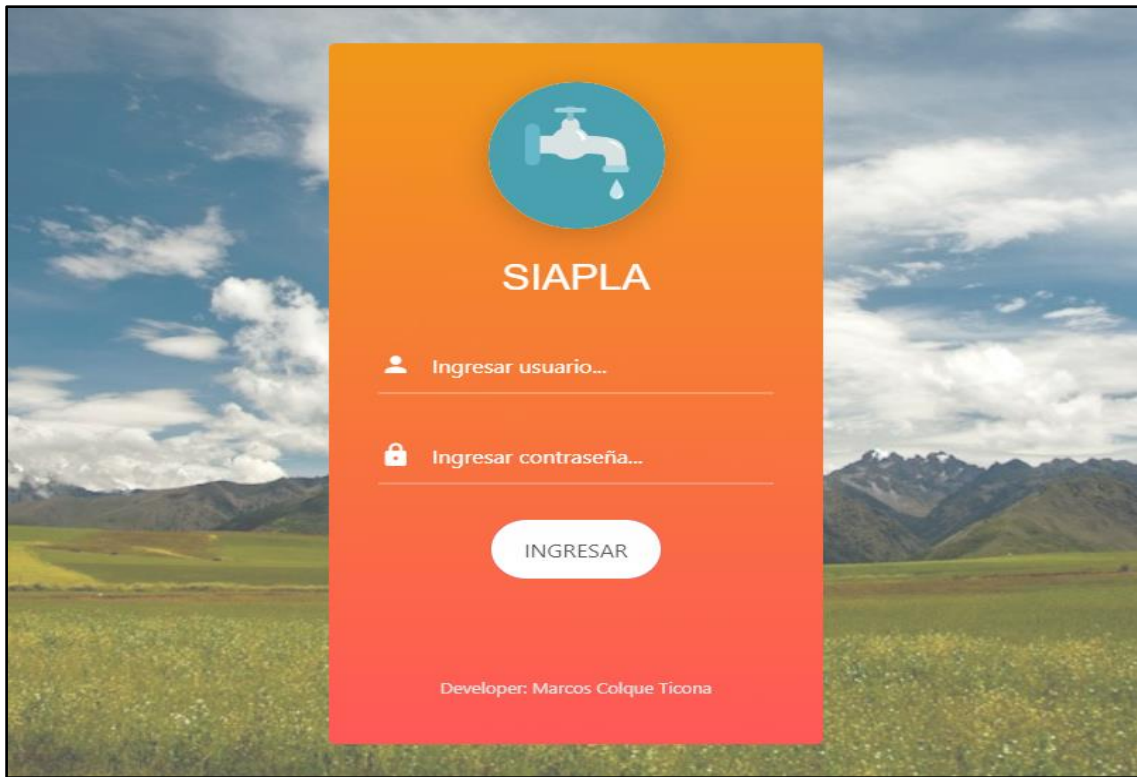 SIAPLA
Ingresar usuario...
Ingresar contraseña...
INGRESAR
Developer: Marcos Colque Ticona